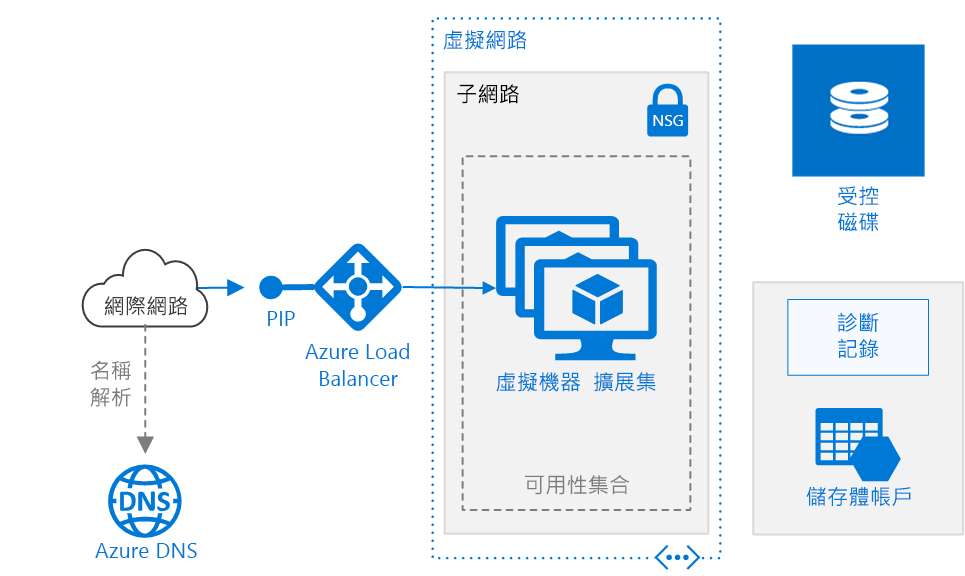 虛擬網路
子網路
NSG
受控
磁碟
網際網路
PIP
Azure Load
Balancer
虛擬機器 擴展集
可用性集合
名稱
解析
DNS
Azure DNS
診斷
記錄
儲存體帳戶